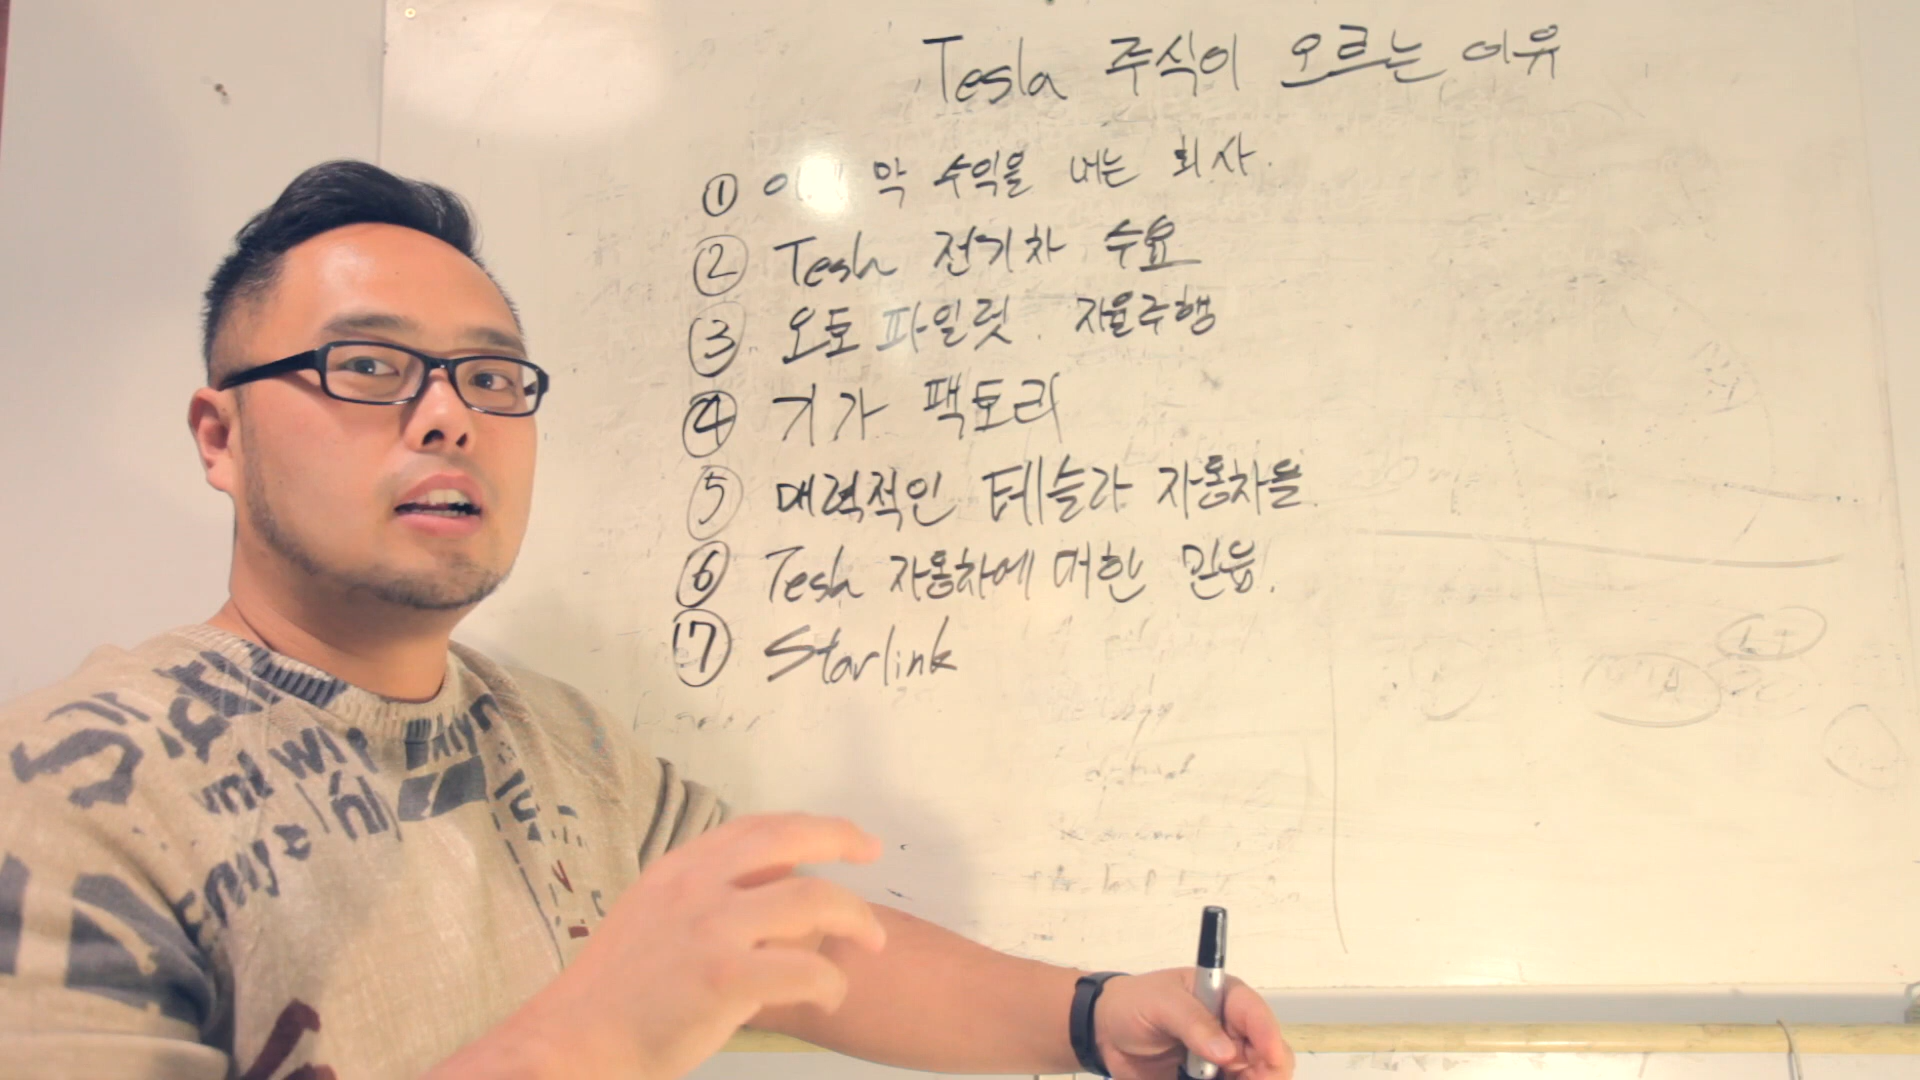 Tesla 주식이 오르는 이유
① 막 수익을 내는 회사.
② Tesla 전기차 수요
③ 오토파일럿. 자율주행
④ 기가 팩토리
⑤ 매력적인 테슬라 자동차들.
⑥ Tesla 자동차에 대한 믿음.
⑦ Starlink